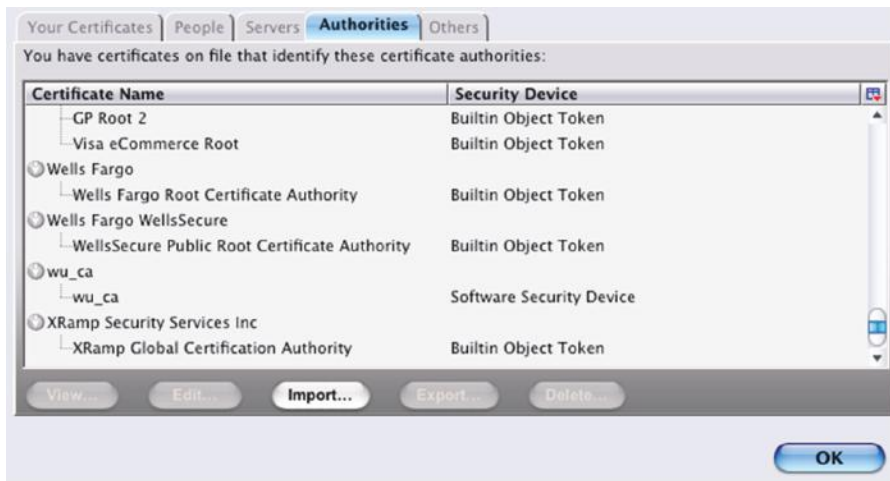 Your Certificates People Servers Authorities Others
You have certificates on file that identify these certificate authorities:
Certificate Name Security Device
GP Root 2 Builtin Object Token
Visa eCommerce Root Builtin Object Token
Wells Fargo
Wells Fargo Root Certificate Authority Builtin Object Token
Wells Fargo WellsSecure
WellsSecure Public Root Certificate Authority Builtin Object Token
wu_ca
wu_ca Software Security Device
XRamp Security Services Inc
XRamp Global Certification Authority Builtin Object Token
View... Edit... Import... Export... Delete...
OK